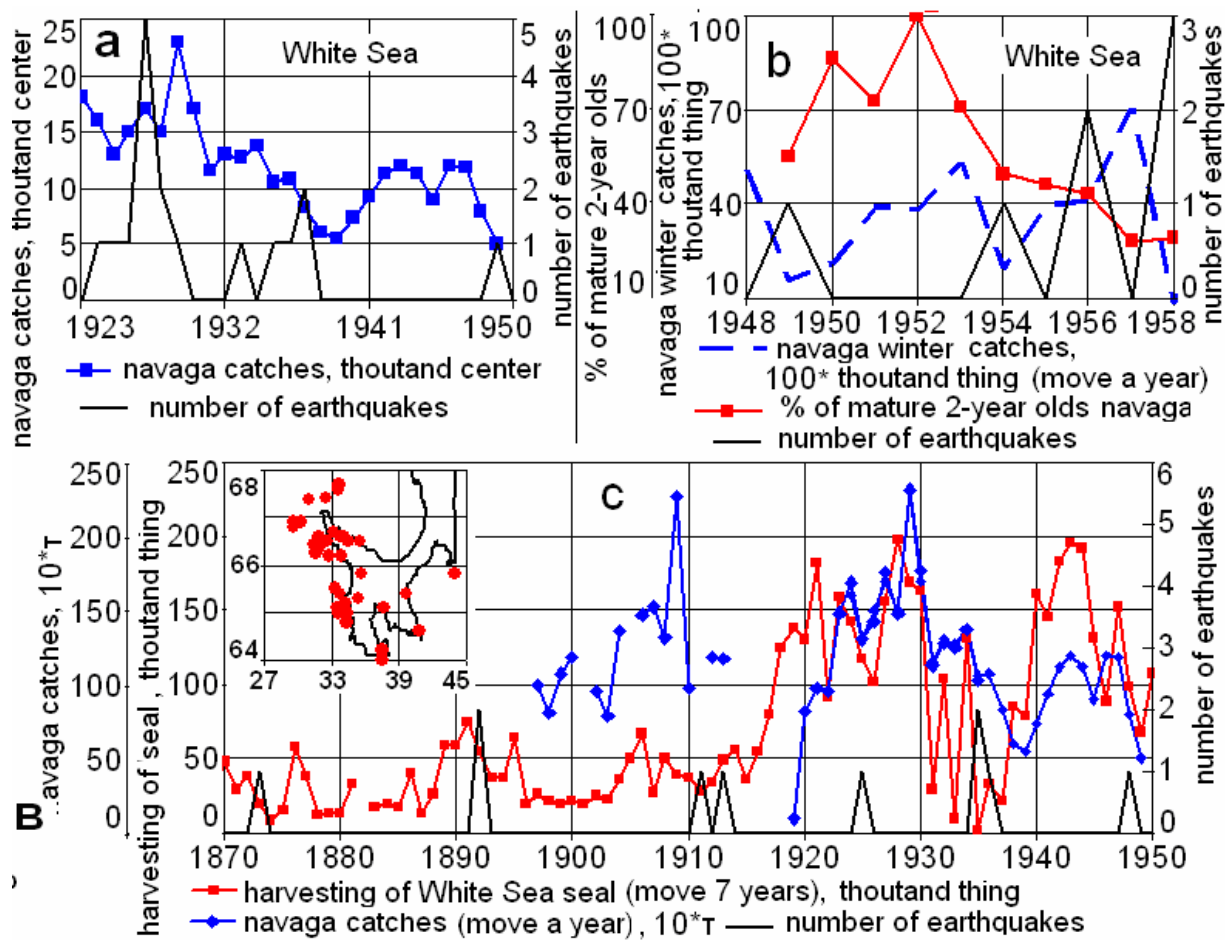 a
White Sea
navaga catches, thoutand center
25
20
15
10
5
0
5
4
3
2
1
0
number of earthquakes
1923 1932 1941 1950
navaga catches, thoutand center
number of earthquakes
b
White Sea
% of mature 2-year olds
100
70
40
10
navaga winter catches, 100*
thoutand thing
100
70
40
10
3
2
1
0
number of earthquakes
1948 1950 1952 1954 1956 1958
navaga winter catches,
100* thoutand thing (move a year)
% of mature 2-year olds navaga
number of earthquakes
B
c
..avaga catches, 10*т
250
200
150
100
50
0
harvesting of seal, thoutand thing
250
200
150
100
50
0
68
66
64
27 33 39 45
6
5
4
3
2
1
0
number of earthquakes
1870 1880 1890 1900 1910 1920 1930 1940 1950
harvesting of White Sea seal (move 7 years), thoutand thing
navaga catches (move a year), 10*т number of earthquakes